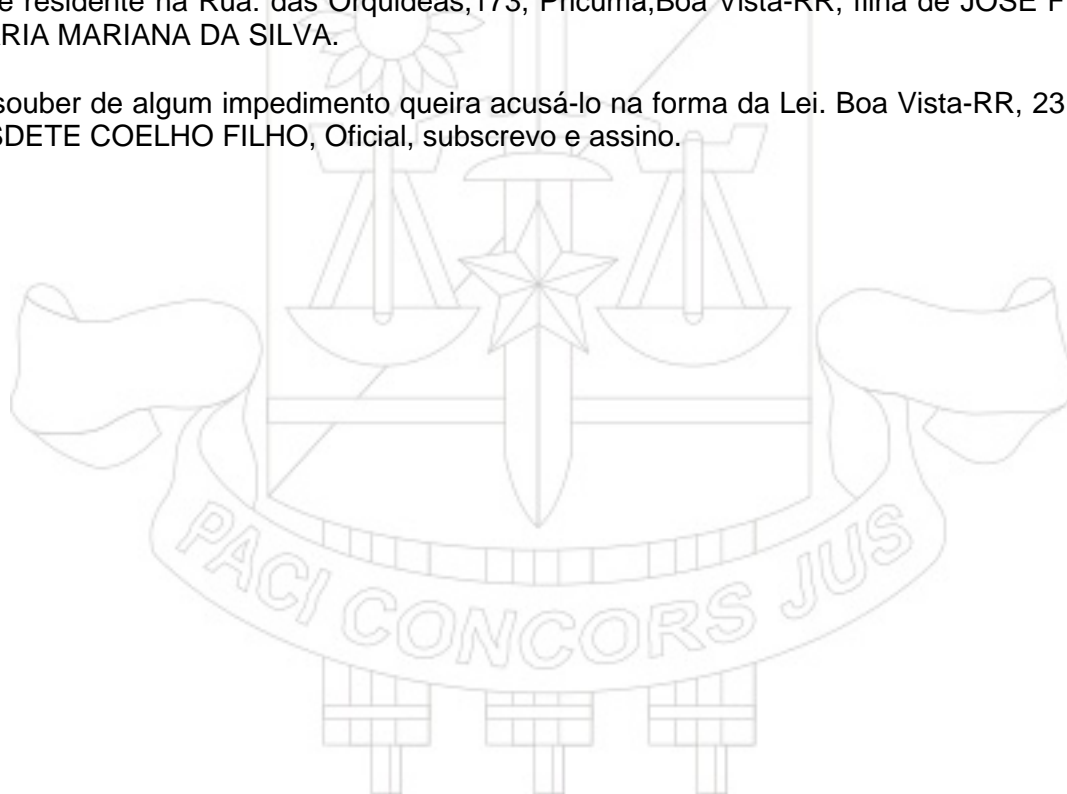 e residente na Rua: das Orquideas,173, Pricumã,Boa Vista-RR, filha de JOSÉ F
ARIA MARIANA DA SILVA.
souber de algum impedimento queira acusá-lo na forma da Lei. Boa Vista-RR, 23
SDETE COELHO FILHO, Oficial, subscrevo e assino.
PACI CONCORS JUS